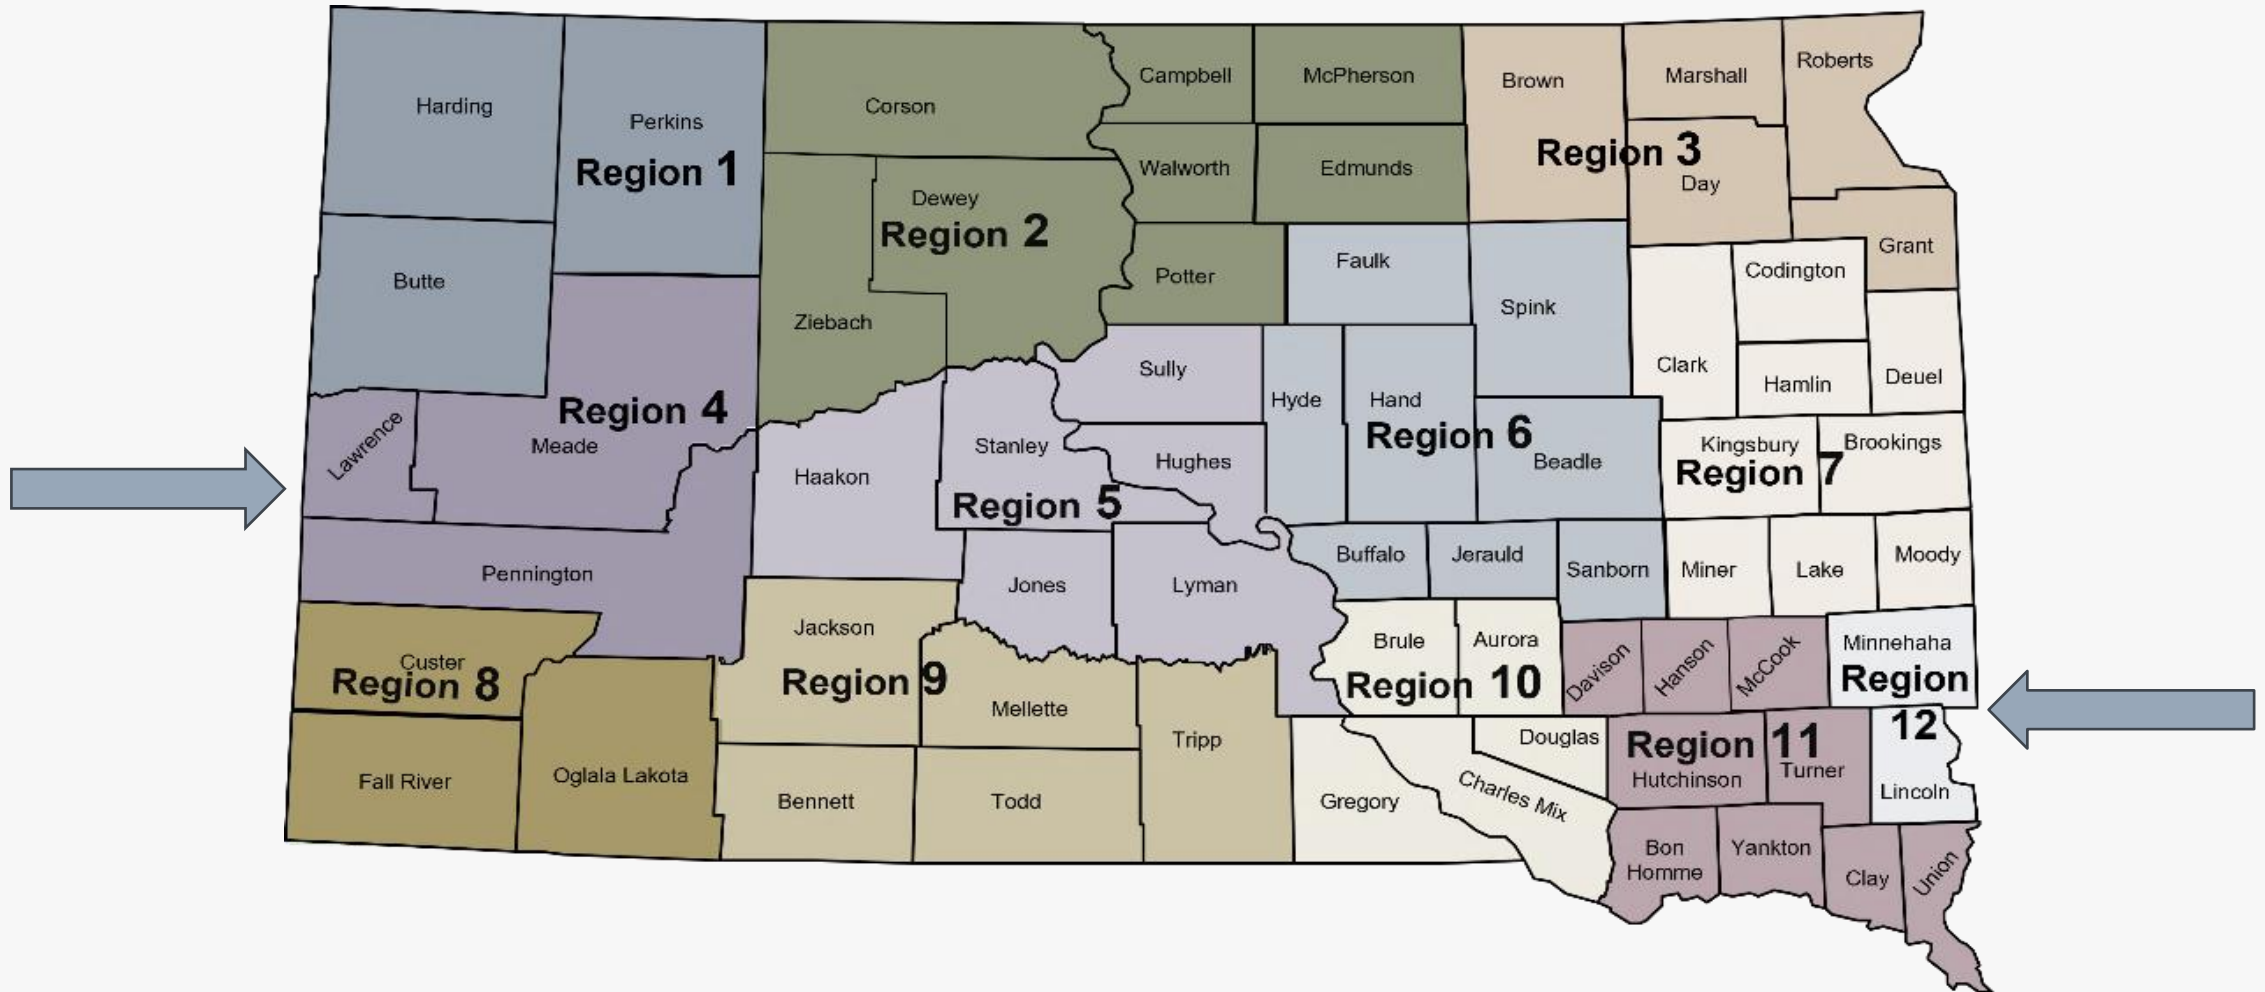 Harding
Perkins
Region 1
Butte
Corson
Dewey
Region 2
Ziebach
Campbell
McPherson
Walworth
Edmunds
Potter
Brown
Marshall
Roberts
Region 3
Day
Grant
Lawrence
Region 4
Meade
Pennington
Sully
Stanley
Hughes
Haakon
Region 5
Jones
Lyman
Faulk
Spink
Hyde
Hand
Region 6
Beadle
Buffalo
Jerauld
Sanborn
Codington
Clark
Hamlin
Deuel
Kingsbury
Brookings
Region 7
Miner
Lake
Moody
Custer
Region 8
Fall River
Oglala Lakota
Jackson
Region 9
Mellette
Tripp
Bennett
Todd
Brule
Aurora
Region 10
Douglas
Charles Mix
Gregory
Davison
Hanson
McCook
Region 11
Hutchinson
Turner
Bon
Homme
Yankton
Clay
Union
Minnehaha
Region
12
Lincoln